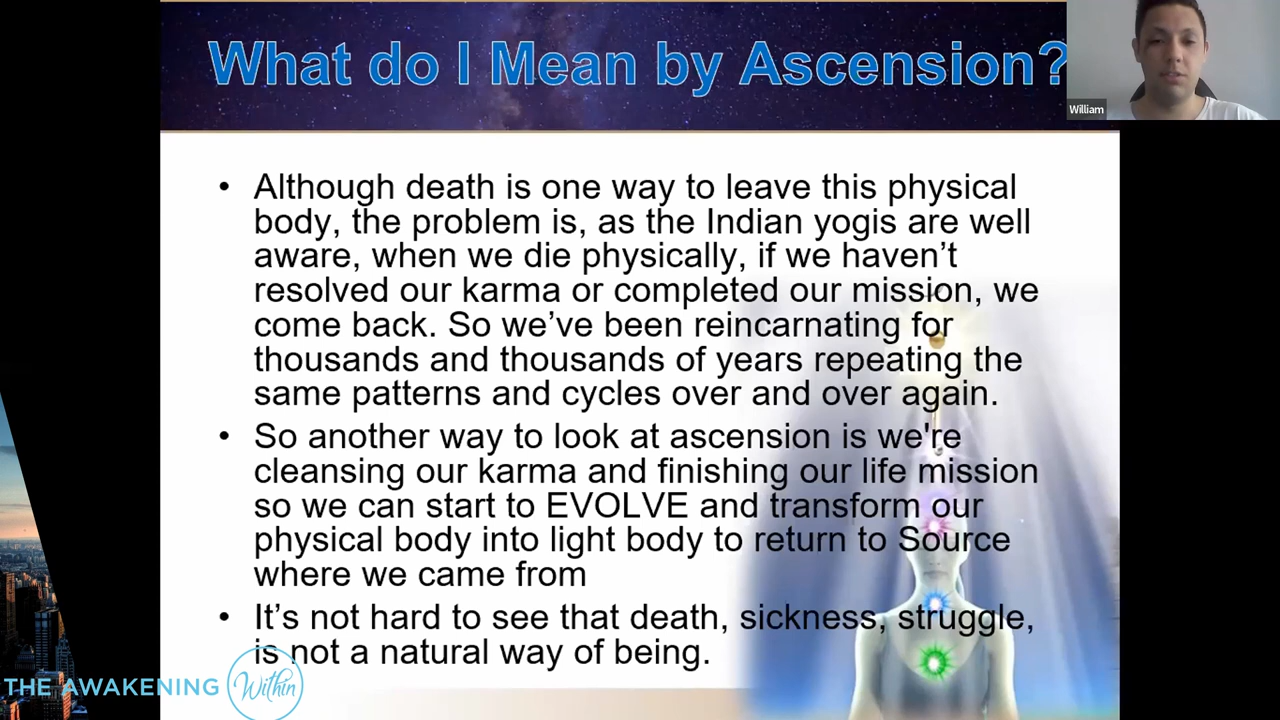 What do I Mean by Ascension?
William
• Although death is one way to leave this physical
body, the problem is, as the Indian yogis are well
aware, when we die physically, if we haven’t
resolved our karma or completed our mission, we
come back. So we’ve been reincarnating for
thousands and thousands of years repeating the
same patterns and cycles over and over again.
• So another way to look at ascension is we're
cleansing our karma and finishing our life mission
so we can start to EVOLVE and transform our
physical body into light body to return to Source
where we came from
• It’s not hard to see that death, sickness, struggle,
is not a natural way of being.
THE AWAKENING Within